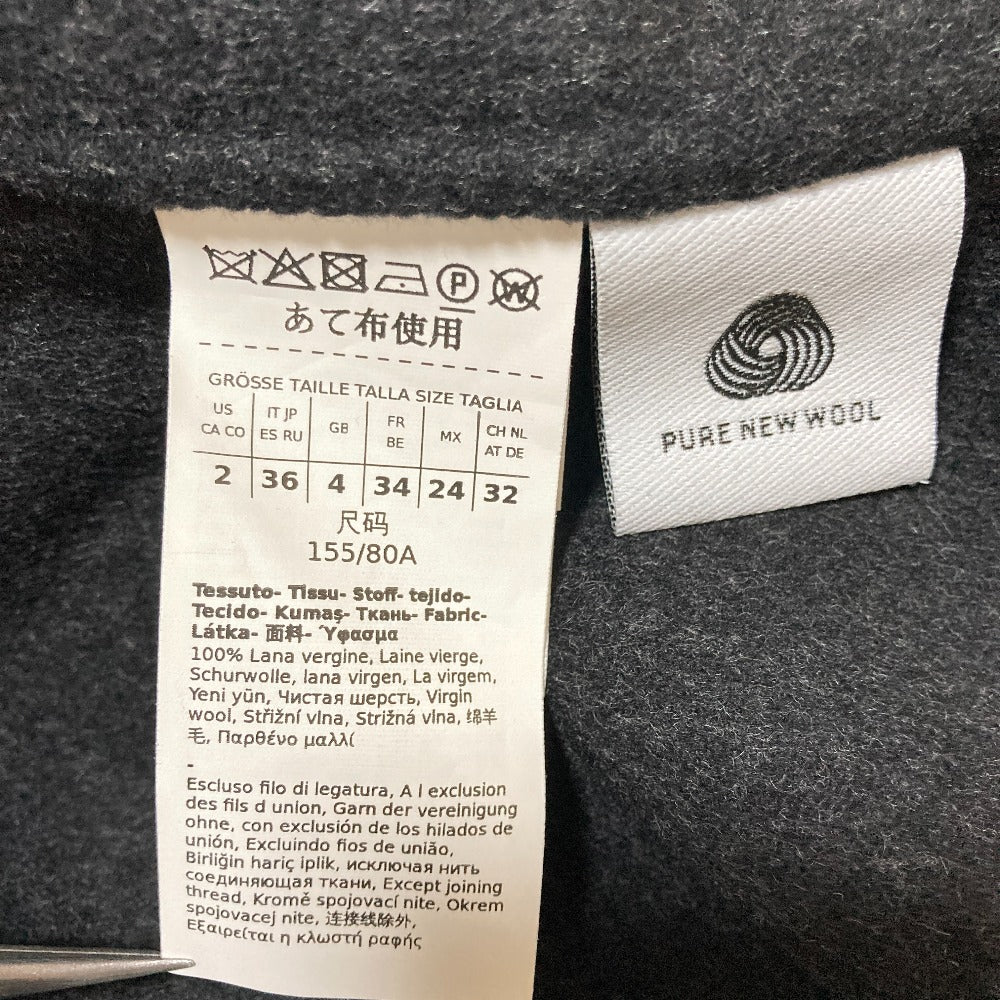 P W
あて布使用
GRÖSSE TAILLE TALLA SIZE TAGLIA
US CA CO
IT JP ES RU
GB
FR BE
MX
CH NL AT DE
2 36 4 34 24 32
尺码
155/80A
Tessuto- Tissu- Stoff- tejido-
Tecido- Kumaş- Ткань- Fabric-
Látka- 面料- ´Υφασμα
100% Lana vergine, Laine vierge,
Schurwolle, lana virgen, La virgem,
Yeni yün, Чистая шерсть, Virgin
wool, Střižní vlna, Strižná vlna, 绵羊
毛, Παρθένο μαλλί
-
Escluso filo di legatura, A l exclusion
des fils d union, Garn der vereinigung
ohne, con exclusión de los hilados de
unión, Excluindo fios de união,
Birliğin hariç iplik, исключая нить
соединяющая ткани, Except joining
thread, Kromě spojovací nite, Okrem
spojovacej nite, 连接线除外,
Εξαιρείται η κλωστή ραφής
PURE NEW WOOL